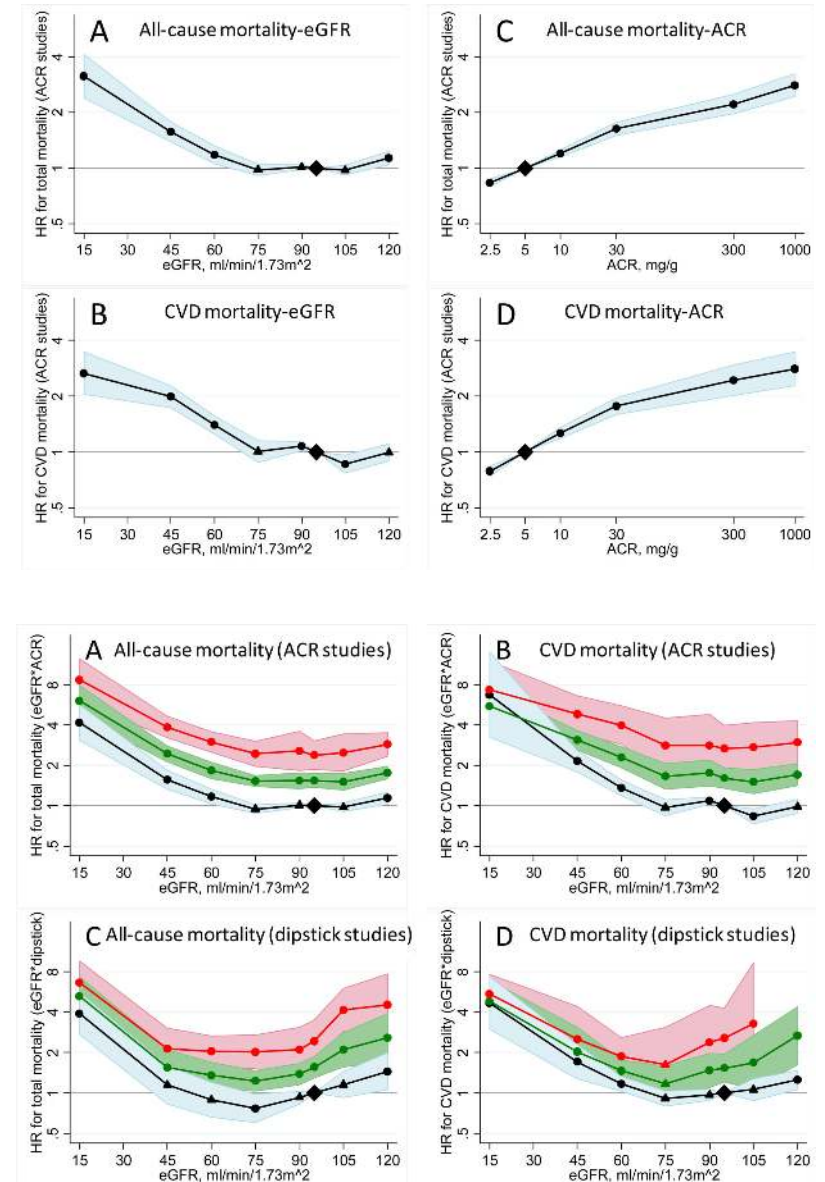 A All-cause mortality-eGFR
HR for total mortality (ACR studies)
4
2
1
.5
15 30 45 60 75 90 105 120
eGFR, ml/min/1.73m^2
C All-cause mortality-ACR
HR for total mortality (ACR studies)
4
2
1
.5
2.5 5 10 30 300 1000
ACR, mg/g
B CVD mortality-eGFR
HR for CVD mortality (ACR studies)
4
2
1
.5
15 30 45 60 75 90 105 120
eGFR, ml/min/1.73m^2
D CVD mortality-ACR
HR for CVD mortality (ACR studies)
4
2
1
.5
2.5 5 10 30 300 1000
ACR, mg/g
A All-cause mortality (ACR studies)
HR for total mortality (eGFR*ACR)
8
4
2
1
.5
15 30 45 60 75 90 105 120
eGFR, ml/min/1.73m^2
B CVD mortality (ACR studies)
HR for CVD mortality (eGFR*ACR)
8
4
2
1
.5
15 30 45 60 75 90 105 120
eGFR, ml/min/1.73m^2
C All-cause mortality (dipstick studies)
HR for total mortality (eGFR*dipstick)
8
4
2
1
.5
15 30 45 60 75 90 105 120
eGFR, ml/min/1.73m^2
D CVD mortality (dipstick studies)
HR for CVD mortality (eGFR*dipstick)
8
4
2
1
.5
15 30 45 60 75 90 105 120
eGFR, ml/min/1.73m^2